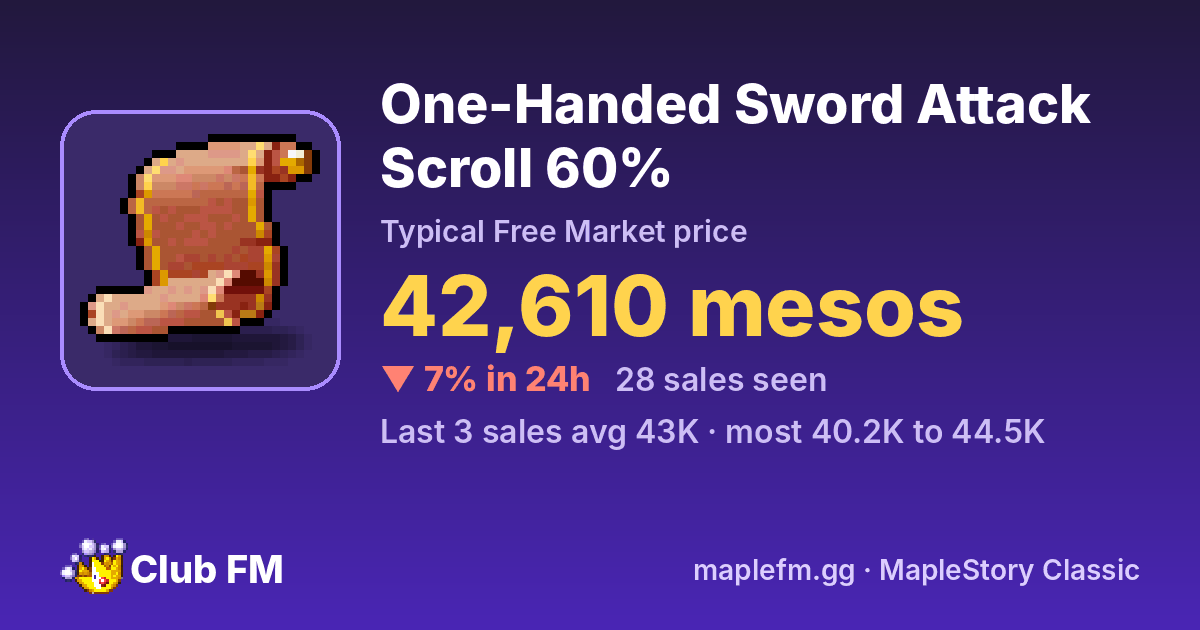 One-Handed Sword Attack
Scroll 60%
Typical Free Market price
42,610 mesos
▼ 7% in 24h 28 sales seen
Last 3 sales avg 43K · most 40.2K to 44.5K
Club FM
maplefm.gg · MapleStory Classic